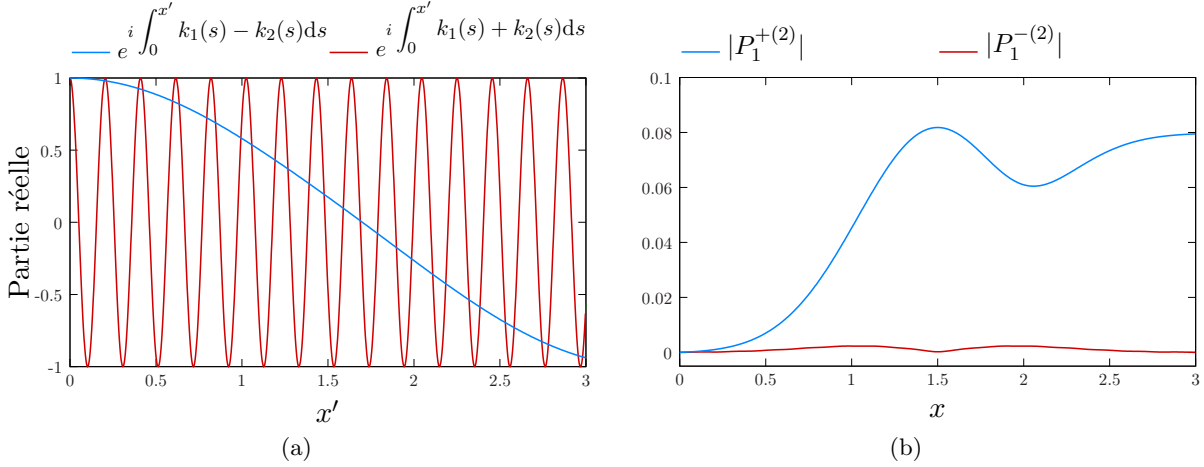 e^{i\int_0^{x'} k_1(s) - k_2(s)ds} e^{i\int_0^{x'} k_1(s) + k_2(s)ds}
1
0.5
0
-0.5
-1
Partie réelle
0 0.5 1 1.5 2 2.5 3
x′
(a)
|P_1^{+(2)}| |P_1^{-(2)}|
0.1
0.08
0.06
0.04
0.02
0
0 0.5 1 1.5 2 2.5 3
x
(b)